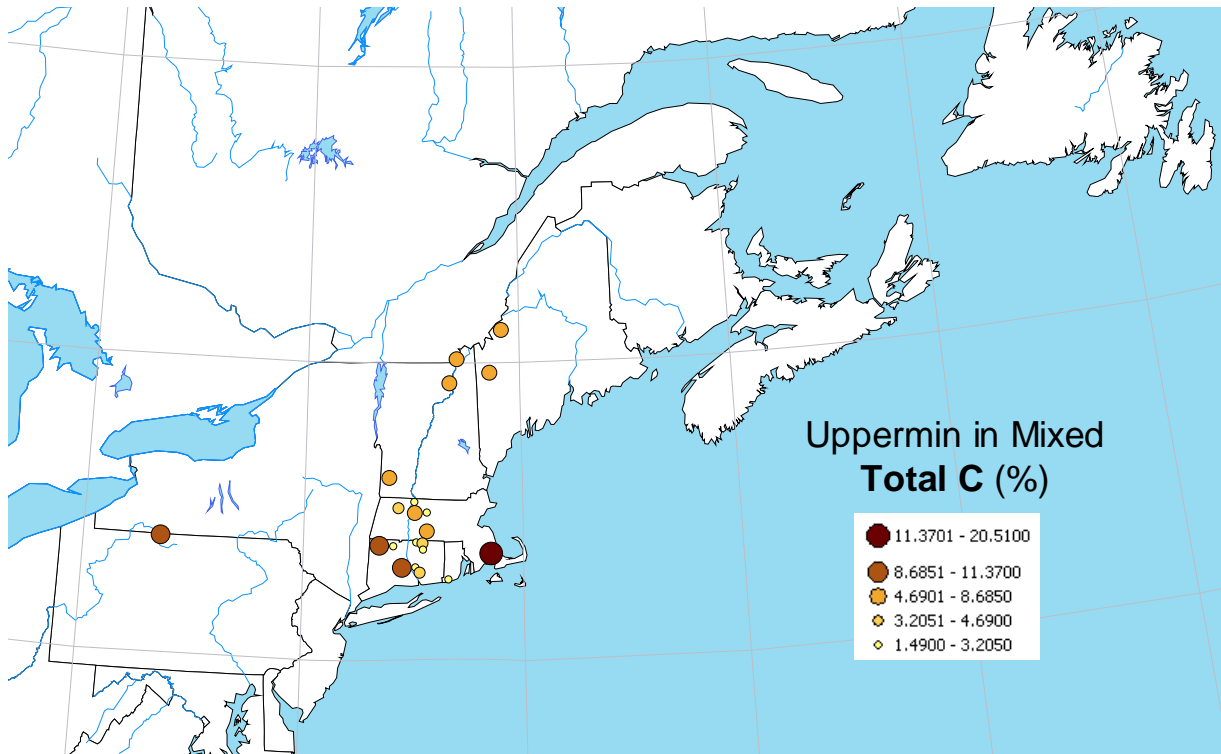 Uppermin in Mixed
Total C (%)
11.3701 - 20.5100
8.6851 - 11.3700
4.6901 - 8.6850
3.2051 - 4.6900
1.4900 - 3.2050